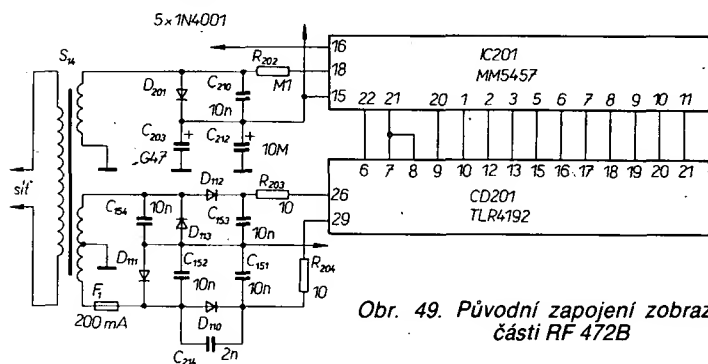 5×1N4001
S14
síť
D201
C210
10n
R202
M1
C203
+
G47
C212
+
10M
16
18
15
IC201
MM5457
22 21 20 1 2 3 5 6 7 8 9 10 11
6 7 8 9 10 12 13 15 16 17 18 19 20 21
CD201
TLR4192
26
29
D112
R203
10
C154
10n
D113
C153
10n
D111
C152
10n
C151
10n
R204
10
F1
200 mA
D110
C214
2n
Obr. 49. Původní zapojení zobraz
části RF 472B